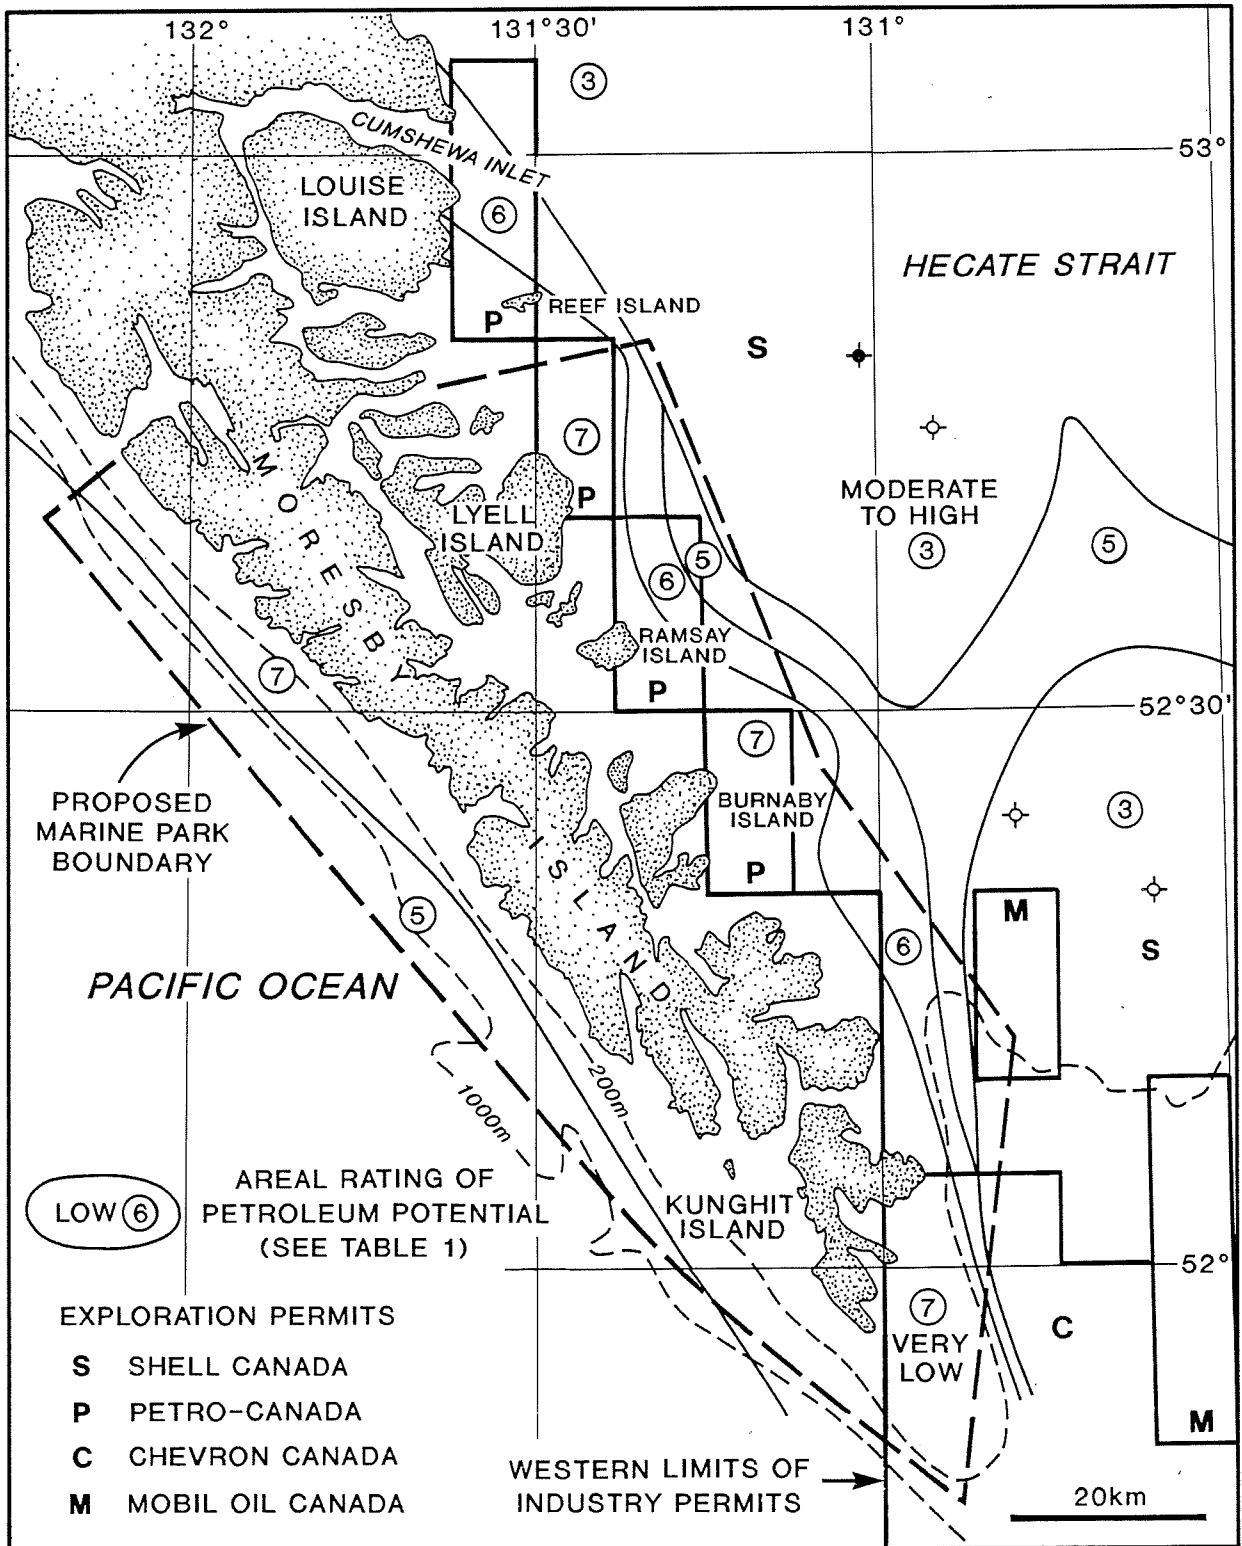 132°
131°30'
131°
3
CUMSHEWA INLET
53°
LOUISE
ISLAND
6
HECATE STRAIT
REEF ISLAND
P
S
7
P
MORESBY ISLAND
MODERATE
TO HIGH
3
LYELL
ISLAND
5
5
6
RAMSAY
ISLAND
7
P
52°30'
7
PROPOSED
MARINE PARK
BOUNDARY
BURNABY
ISLAND
3
P
5
M
6
S
PACIFIC OCEAN
200m
1000m
LOW 6
AREAL RATING OF
PETROLEUM POTENTIAL
(SEE TABLE 1)
KUNGHIT
ISLAND
52°
7
VERY
LOW
C
EXPLORATION PERMITS
S SHELL CANADA
P PETRO-CANADA
C CHEVRON CANADA
M MOBIL OIL CANADA
M
WESTERN LIMITS OF
INDUSTRY PERMITS
20km